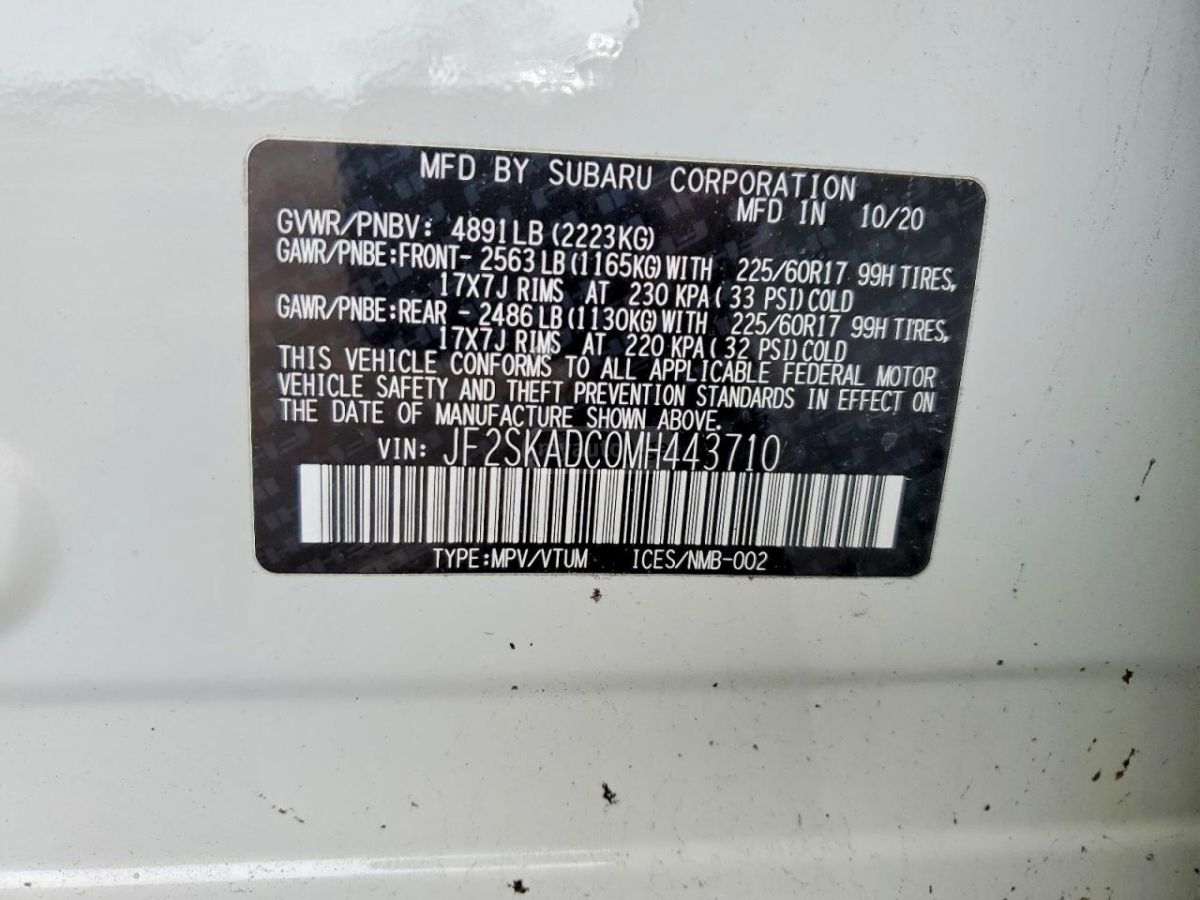 MFD BY SUBARU CORPORATION
MFD IN 10/20
GVWR/PNBV: 4891LB (2223KG)
GAWR/PNBE:FRONT- 2563 LB (1165KG) WITH 225/60R17 99H TIRES,
17X7J RIMS AT 230 KPA ( 33 PSI) COLD
GAWR/PNBE:REAR - 2486 LB (1130KG) WITH 225/60R17 99H TIRES,
17X7J RIMS AT 220 KPA ( 32 PSI) COLD
THIS VEHICLE CONFORMS TO ALL APPLICABLE FEDERAL MOTOR
VEHICLE SAFETY AND THEFT PREVENTION STANDARDS IN EFFECT ON
THE DATE OF MANUFACTURE SHOWN ABOVE.
VIN: JF2SKADC0MH443710
TYPE:MPV/VTUM ICES/NMB-002